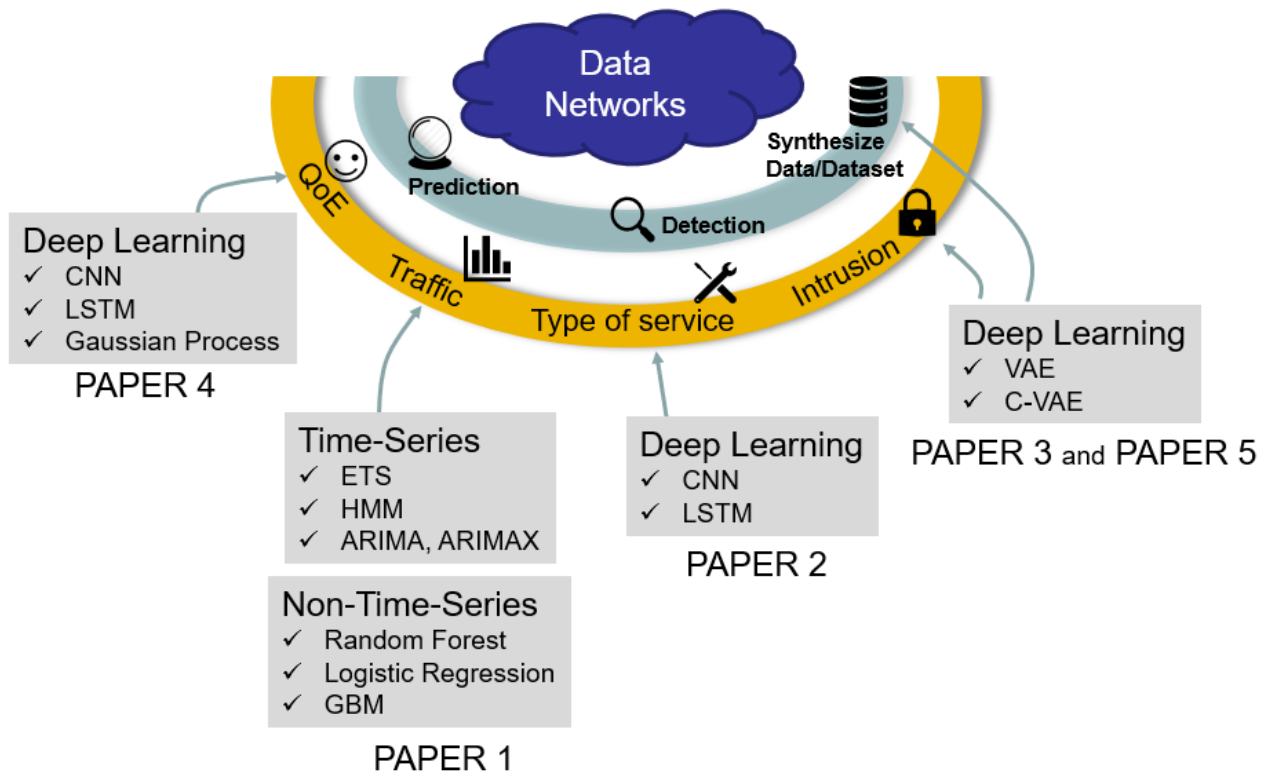 Data
Networks
Synthesize
Data/Dataset
Prediction
Detection
QoE
Traffic
Type of service
Intrusion
Deep Learning
✓ CNN
✓ LSTM
✓ Gaussian Process
PAPER 4
Time-Series
✓ ETS
✓ HMM
✓ ARIMA, ARIMAX
Non-Time-Series
✓ Random Forest
✓ Logistic Regression
✓ GBM
PAPER 1
Deep Learning
✓ CNN
✓ LSTM
PAPER 2
Deep Learning
✓ VAE
✓ C-VAE
PAPER 3 and PAPER 5